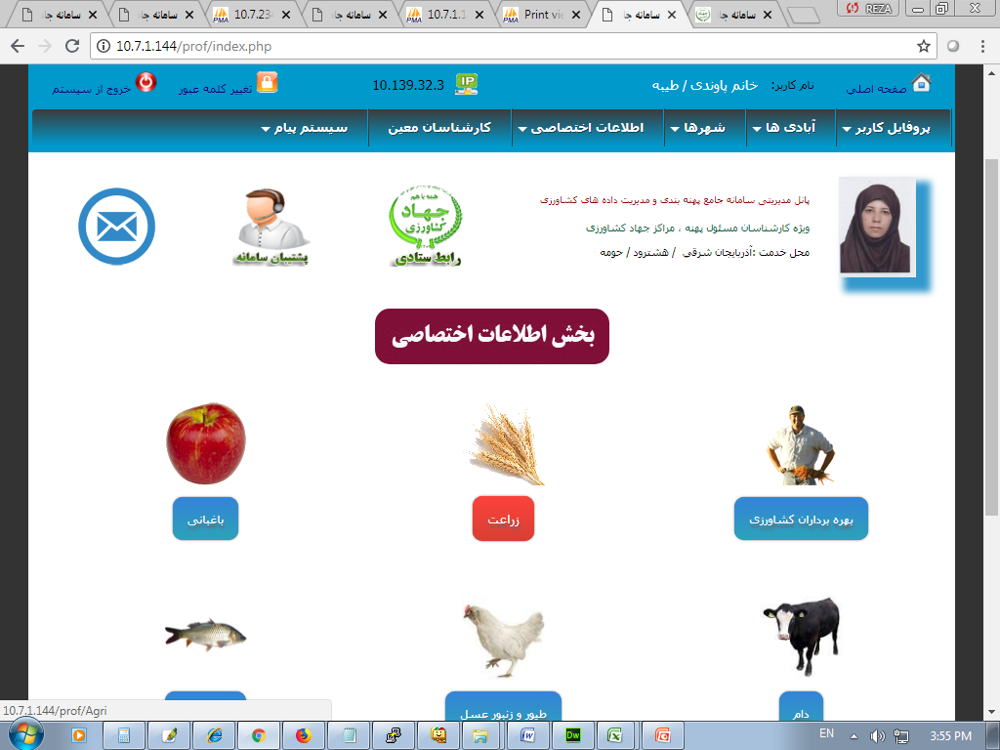 سامانه جا
سامانه جا
10.7.23
سامانه جا
10.7.1.1
Print vi
سامانه جا
سامانه جا
REZA
10.7.1.144/prof/index.php
صفحه اصلي
نام کاربر: خانم پاوندی / طیبه
10.139.32.3
IP
تغییر کلمه عبور
خروج از سیستم
پروفایل کاربر
آبادی ها
شهرها
اطلاعات اختصاصی
کارشناسان معین
سیستم پیام
پانل مدیریتی سامانه جامع پهنه بندی و مدیریت داده های کشاورزی
ویژه کارشناسان مسئول پهنه ، مراکز جهاد کشاورزی
محل خدمت :آذربایجان شرقي / هشترود / حومه
همه با هم
جهاد
کشاورزی
رابط ستادی
پشتیبان سامانه
بخش اطلاعات اختصاصی
بهره برداران کشاورزی
زراعت
باغبانی
دام
طیور و زنبور عسل
10.7.1.144/prof/Agri
EN
3:55 PM